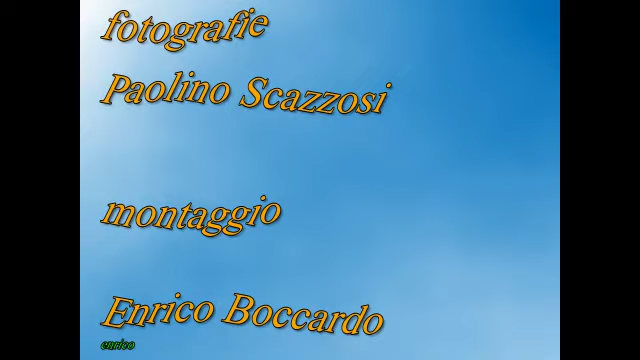 fotografie
Paolino Scazzosi
montaggio
Enrico Boccardo
enrico